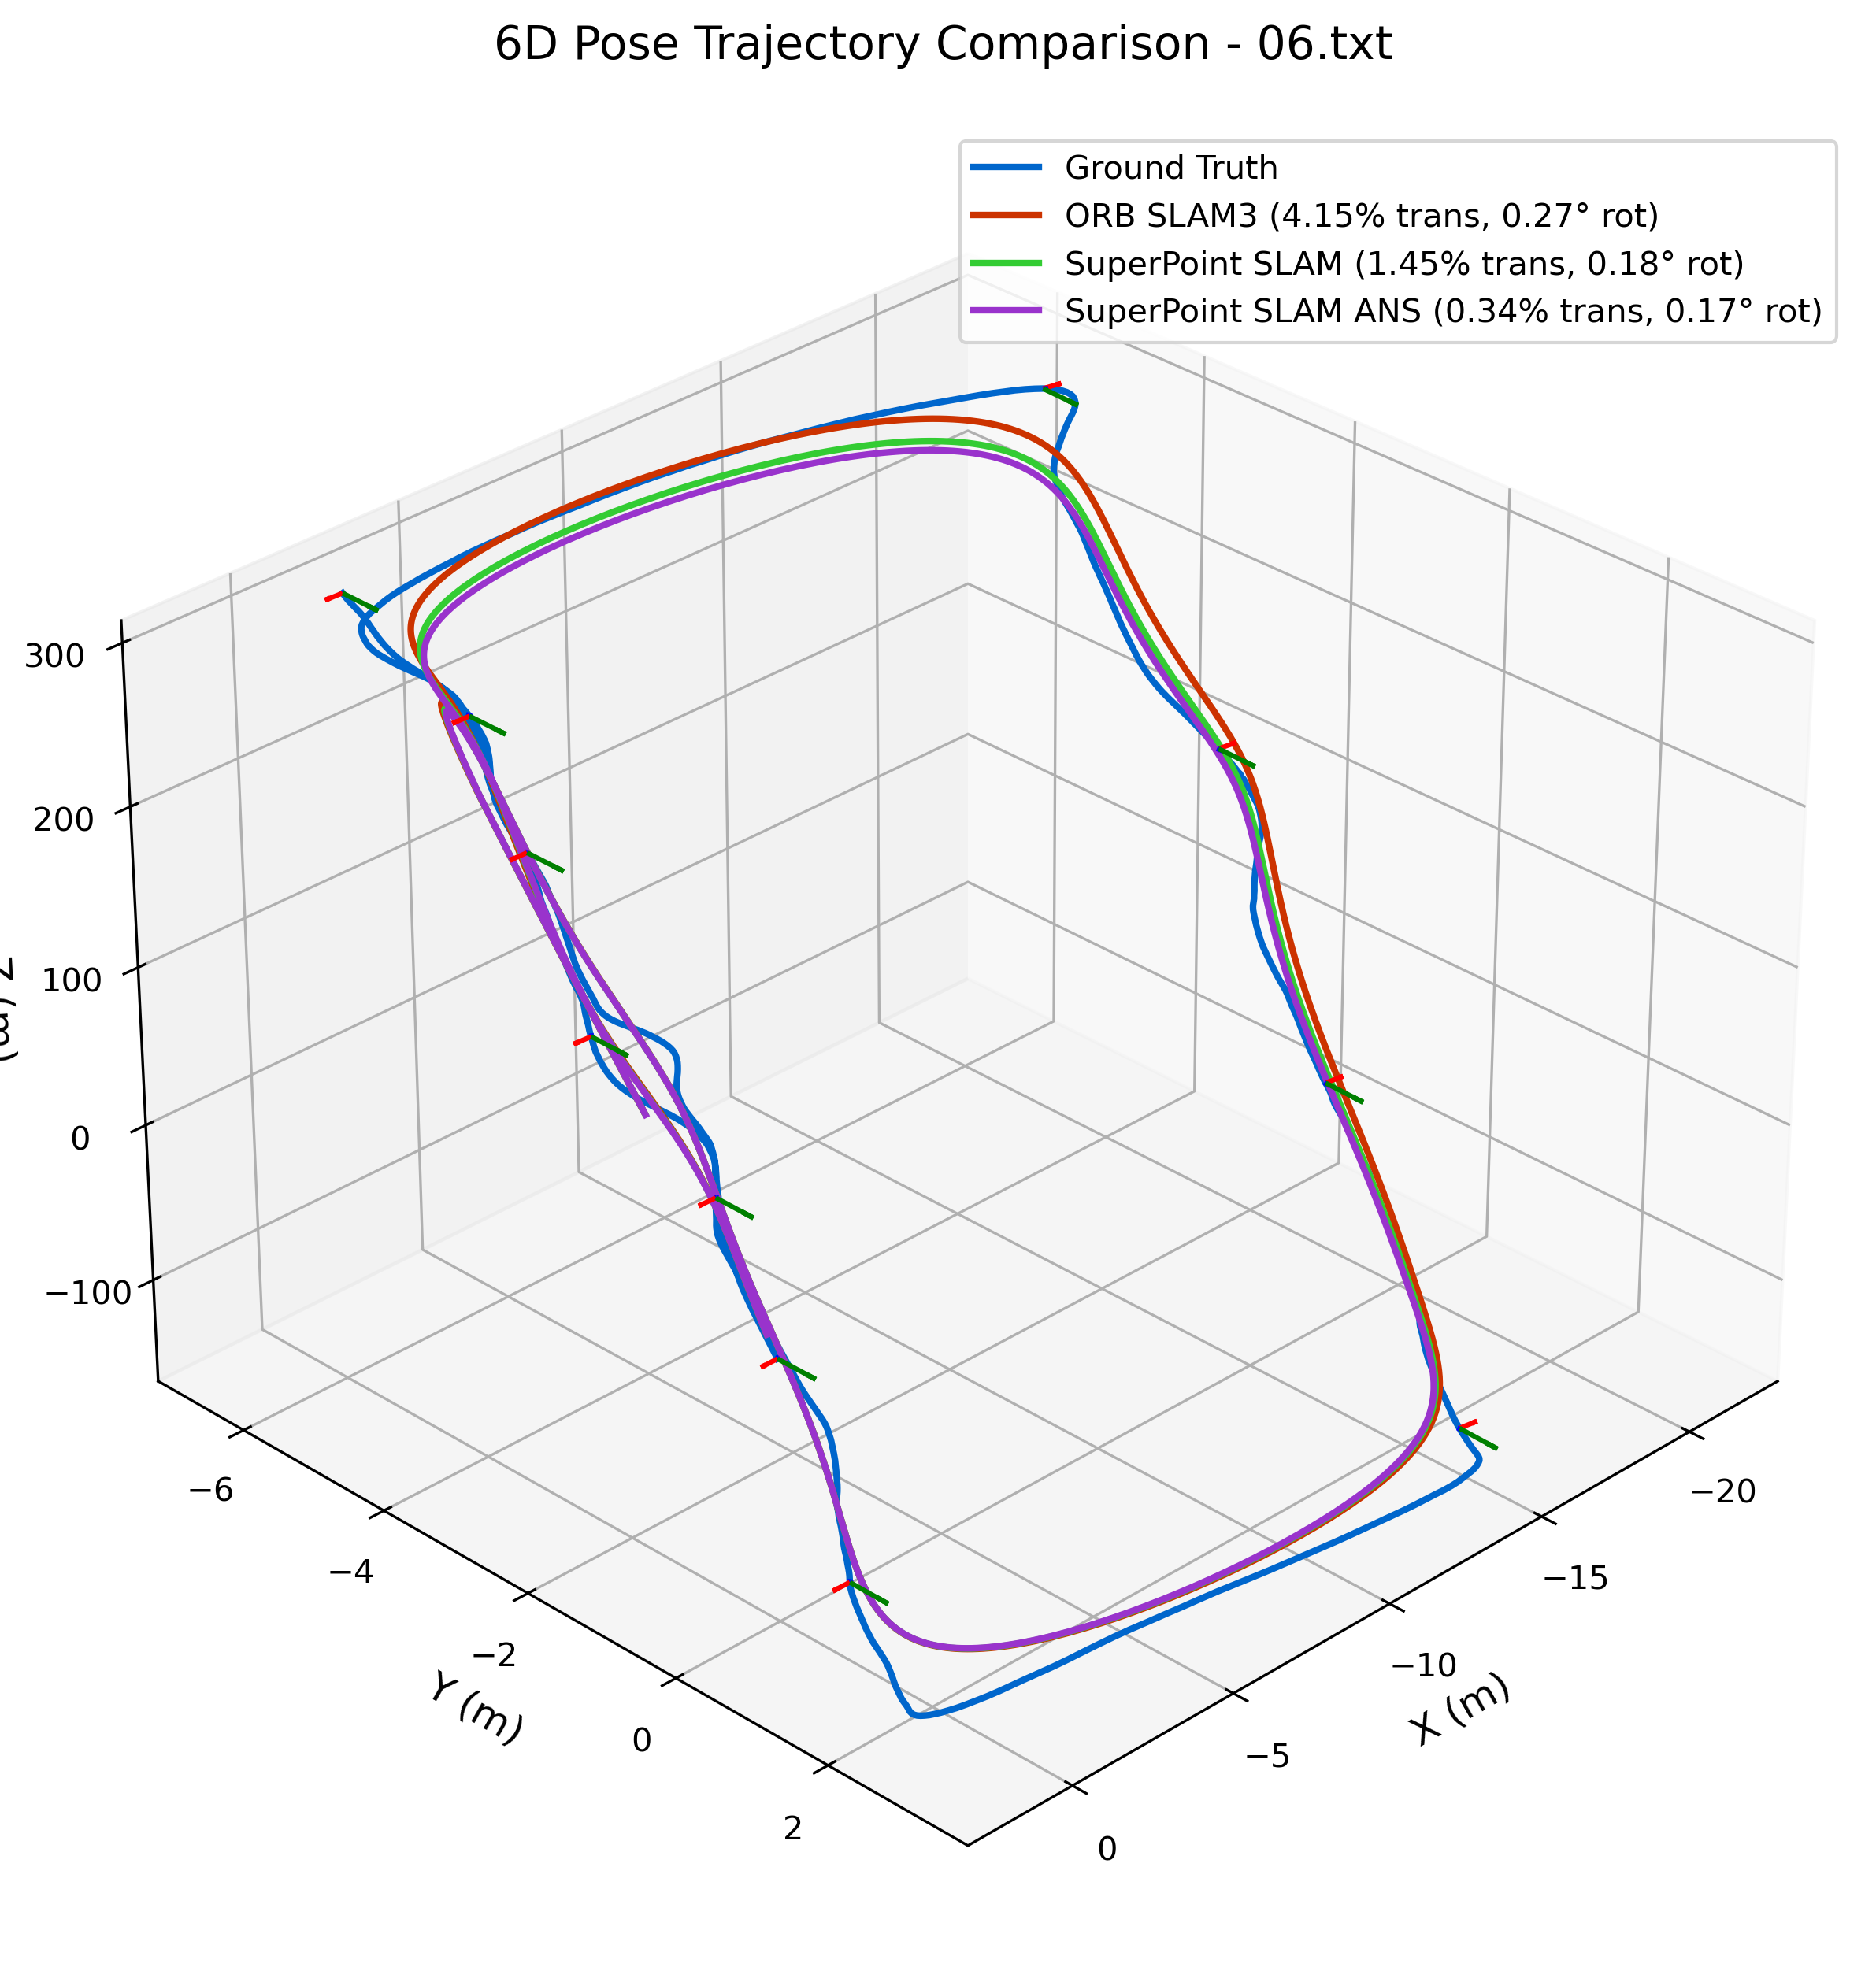 6D Pose Trajectory Comparison - 06.txt
Ground Truth
ORB SLAM3 (4.15% trans, 0.27° rot)
SuperPoint SLAM (1.45% trans, 0.18° rot)
SuperPoint SLAM ANS (0.34% trans, 0.17° rot)
300
200
100
0
−100
−6
−4
−2
0
2
Y (m)
−20
−15
−10
−5
0
X (m)